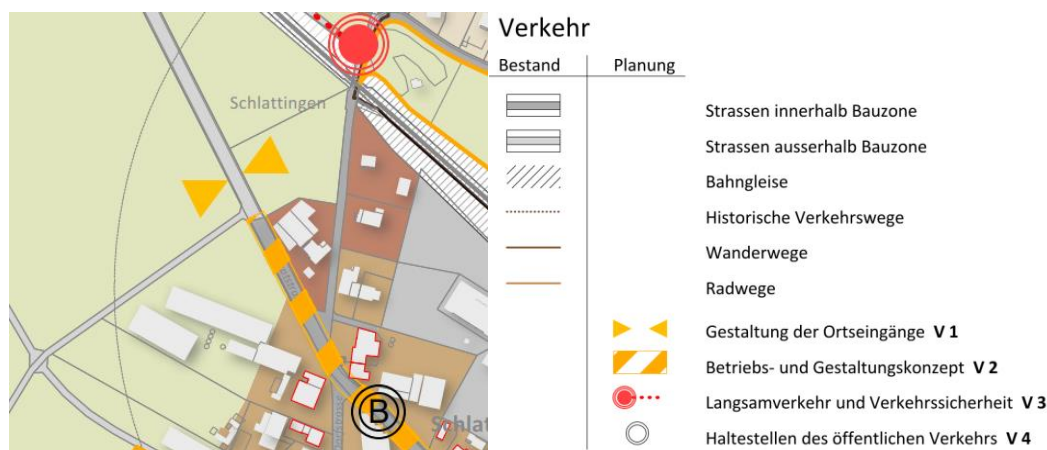 Schlattingen
B
Schlat
Verkehr
Bestand Planung
Strassen innerhalb Bauzone
Strassen ausserhalb Bauzone
Bahngleise
Historische Verkehrswege
Wanderwege
Radwege
Gestaltung der Ortseingänge V 1
Betriebs- und Gestaltungskonzept V 2
Langsamverkehr und Verkehrssicherheit V 3
Haltestellen des öffentlichen Verkehrs V 4